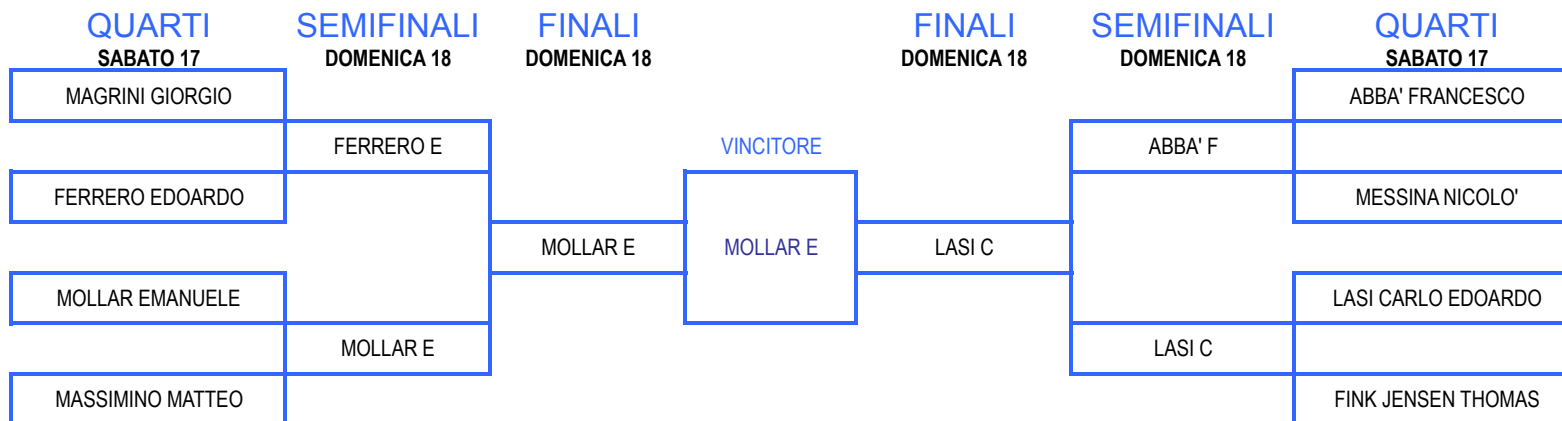 QUARTI SEMIFINALI FINALI FINALI SEMIFINALI QUARTI
SABATO 17 DOMENICA 18 DOMENICA 18 DOMENICA 18 DOMENICA 18 SABATO 17
MAGRINI GIORGIO ABBA' FRANCESCO
FERRERO E VINCITORE ABBA' F
FERRERO EDOARDO MESSINA NICOLO'
MOLLAR E MOLLAR E LASI C
MOLLAR EMANUELE LASI CARLO EDOARDO
MOLLAR E LASI C
MASSIMINO MATTEO FINK JENSEN THOMAS